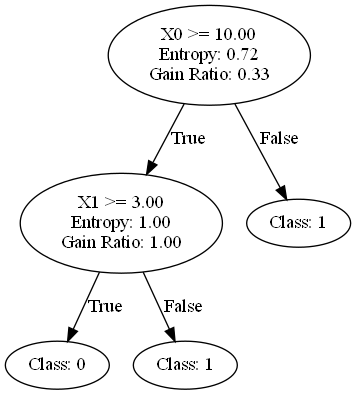 X0 >= 10.00
Entropy: 0.72
Gain Ratio: 0.33
True
False
X1 >= 3.00
Entropy: 1.00
Gain Ratio: 1.00
Class: 1
True
False
Class: 0
Class: 1